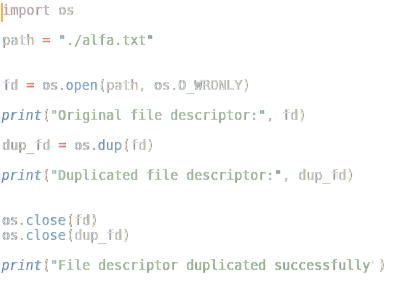 import os
path = "./alfa.txt"
fd = os.open(path, os.O_WRONLY)
print("Original file descriptor:", fd)
dup_fd = os.dup(fd)
print("Duplicated file descriptor:", dup_fd)
os.close(fd)
os.close(dup_fd)
print("File descriptor duplicated successfully")